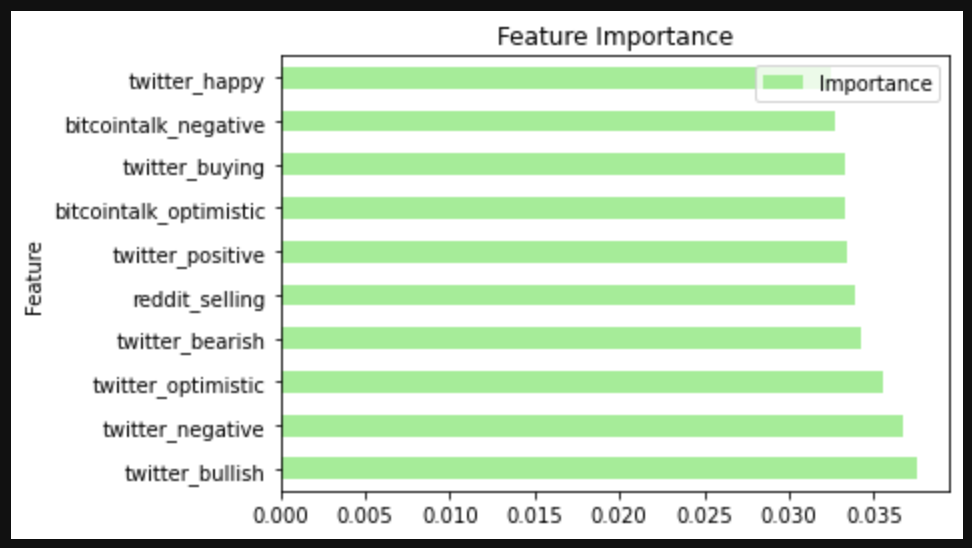 Feature Importance
Importance
Feature
twitter_happy
bitcointalk_negative
twitter_buying
bitcointalk_optimistic
twitter_positive
reddit_selling
twitter_bearish
twitter_optimistic
twitter_negative
twitter_bullish
0.000 0.005 0.010 0.015 0.020 0.025 0.030 0.035